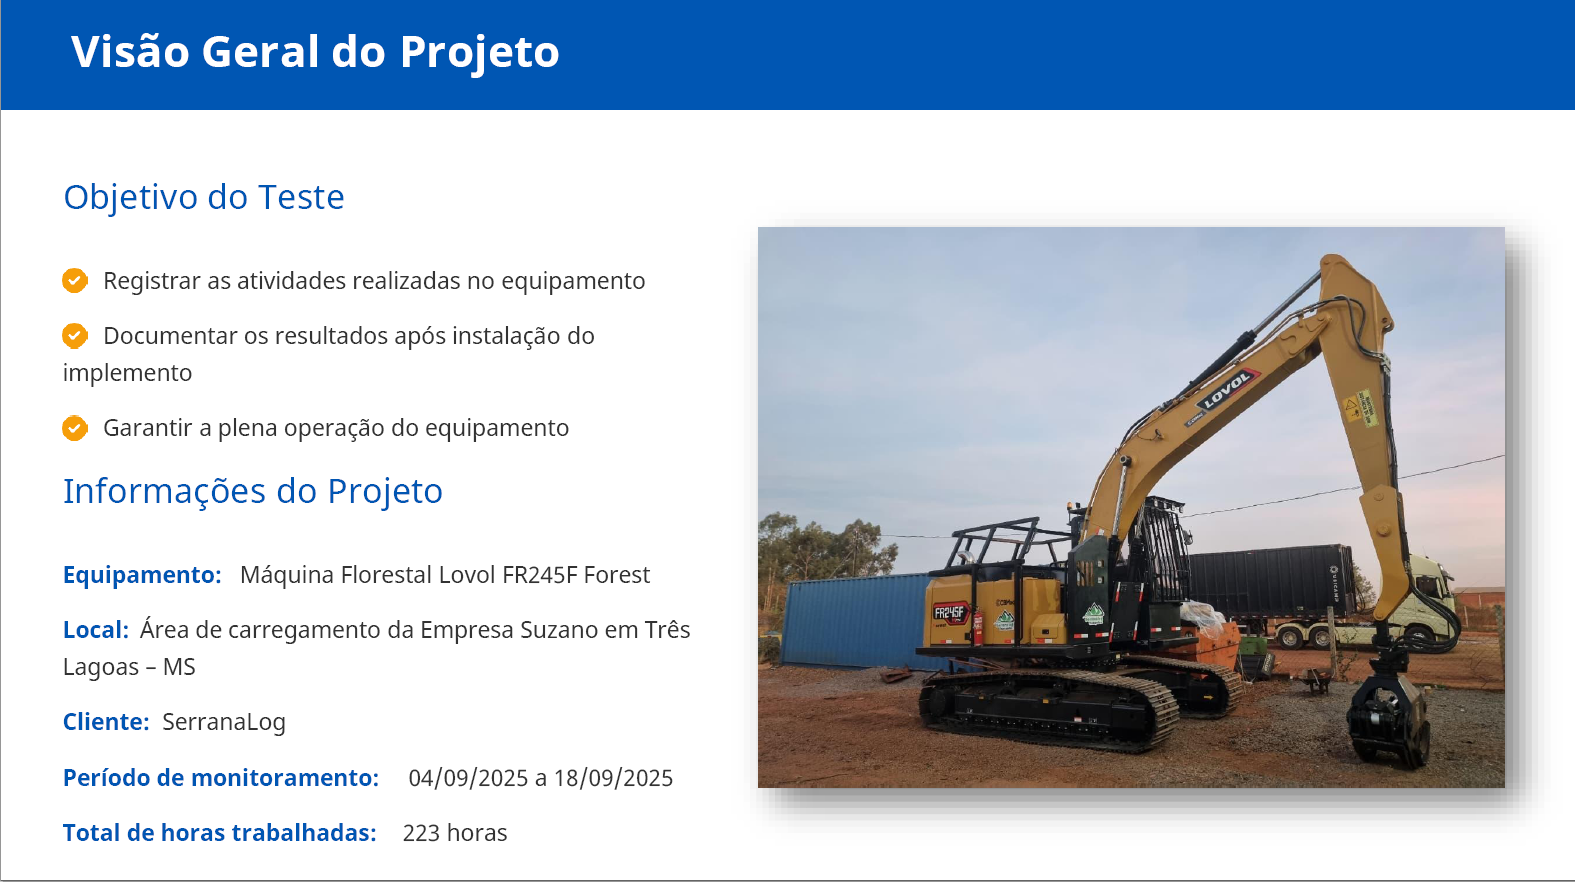 Visão Geral do Projeto
Objetivo do Teste
Registrar as atividades realizadas no equipamento
Documentar os resultados após instalação do
implemento
Garantir a plena operação do equipamento
Informações do Projeto
Equipamento: Máquina Florestal Lovol FR245F Forest
Local: Área de carregamento da Empresa Suzano em Três
Lagoas – MS
Cliente: SerranaLog
Período de monitoramento: 04/09/2025 a 18/09/2025
Total de horas trabalhadas: 223 horas
LOVOL
FR245F